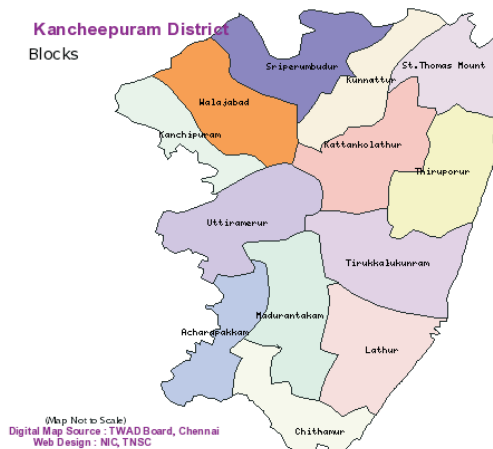 Kancheepuram District
Blocks
Sriperumbudur
St.Thomas Mount
Kunnattur
Walajabad
Kanchipuram
Kattankolathur
Thiruporur
Uttiramerur
Tirukkalukunram
Madurantakam
Acharapakkam
Lathur
Chithamur
(Map Not to Scale)
Digital Map Source : TWAD Board, Chennai
Web Design : NIC, TNSC